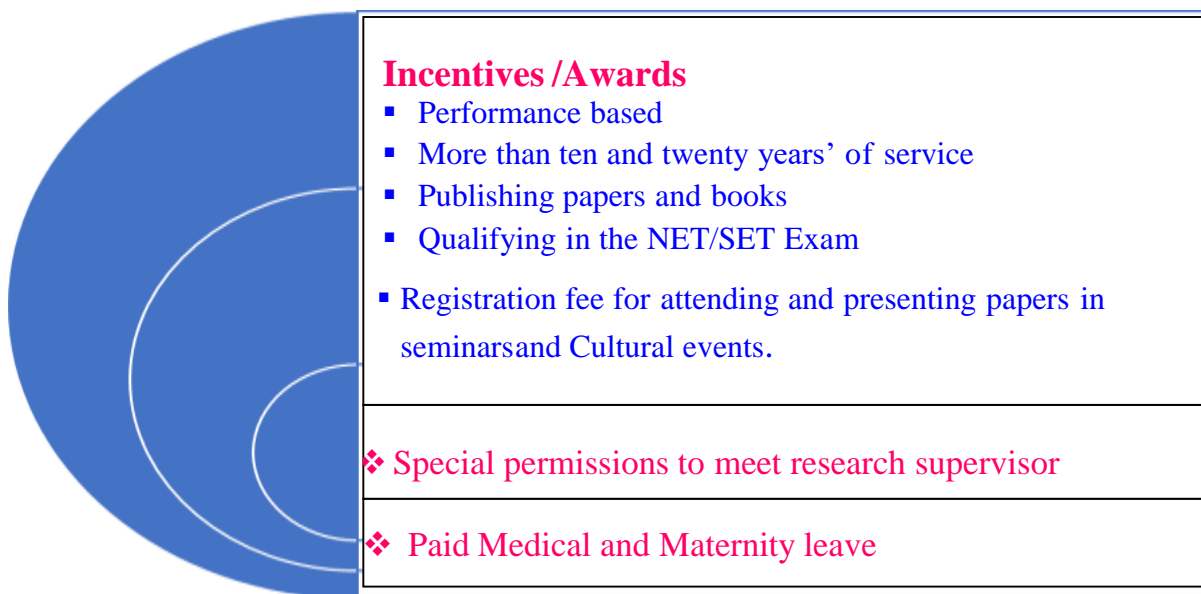 Incentives /Awards
▪ Performance based
▪ More than ten and twenty years’ of service
▪ Publishing papers and books
▪ Qualifying in the NET/SET Exam
▪ Registration fee for attending and presenting papers in
seminarsand Cultural events.
❖ Special permissions to meet research supervisor
❖ Paid Medical and Maternity leave